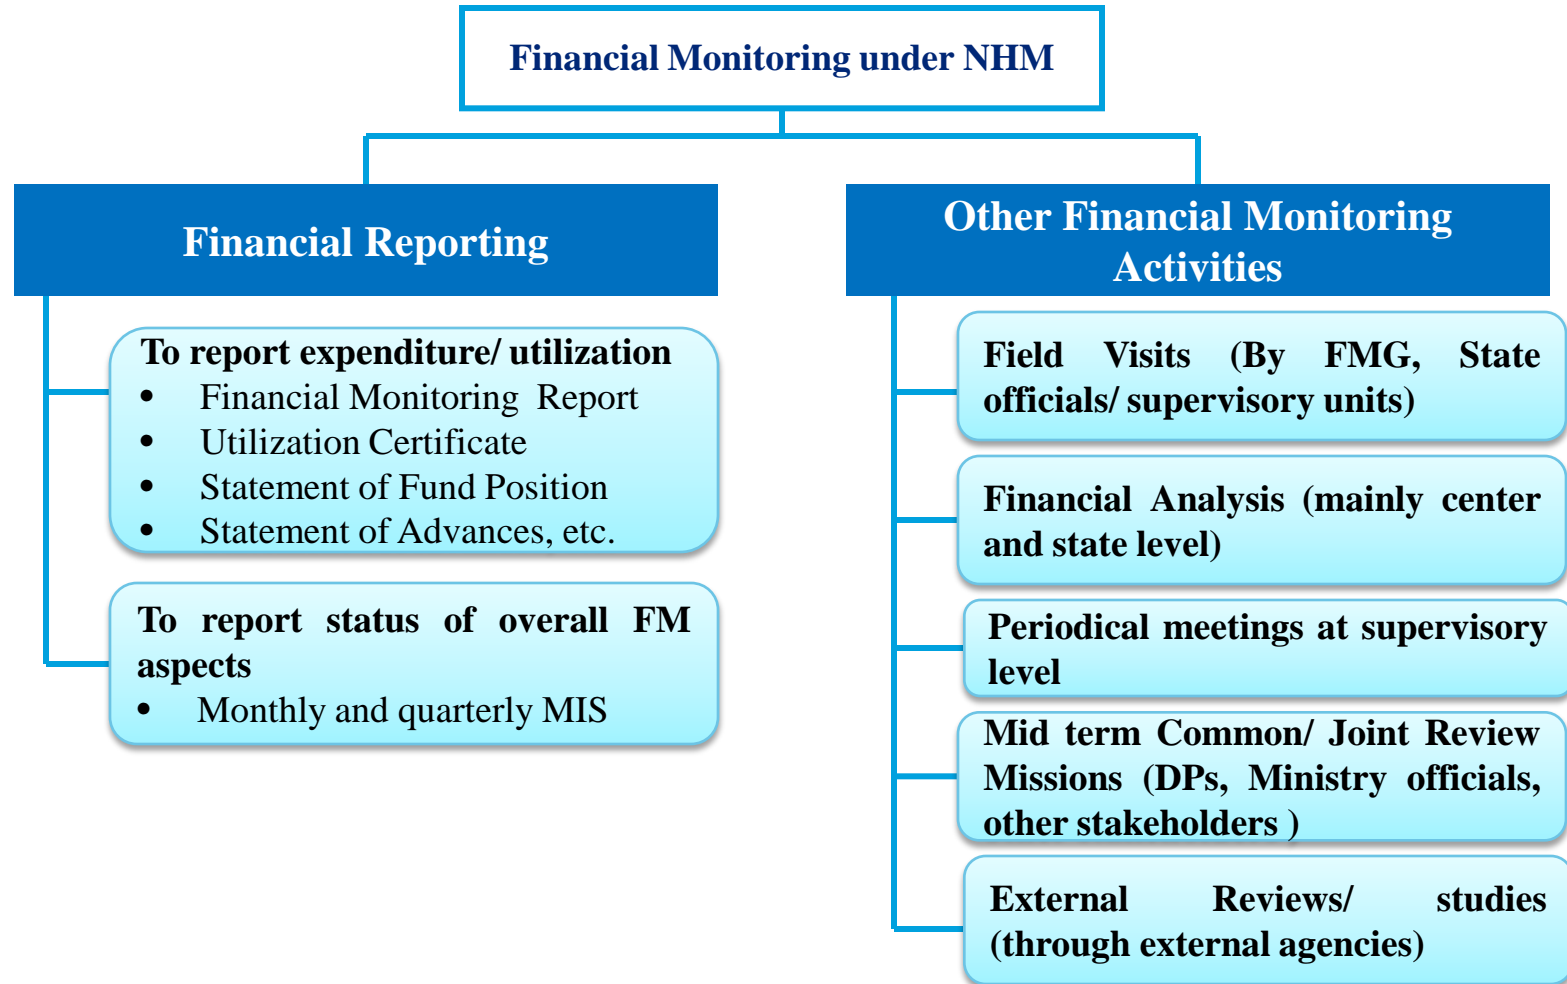 Financial Monitoring under NHM
Financial Reporting
To report expenditure/ utilization
• Financial Monitoring Report
• Utilization Certificate
• Statement of Fund Position
• Statement of Advances, etc.
To report status of overall FM
aspects
• Monthly and quarterly MIS
Other Financial Monitoring
Activities
Field Visits (By FMG, State
officials/ supervisory units)
Financial Analysis (mainly center
and state level)
Periodical meetings at supervisory
level
Mid term Common/ Joint Review
Missions (DPs, Ministry officials,
other stakeholders )
External Reviews/ studies
(through external agencies)